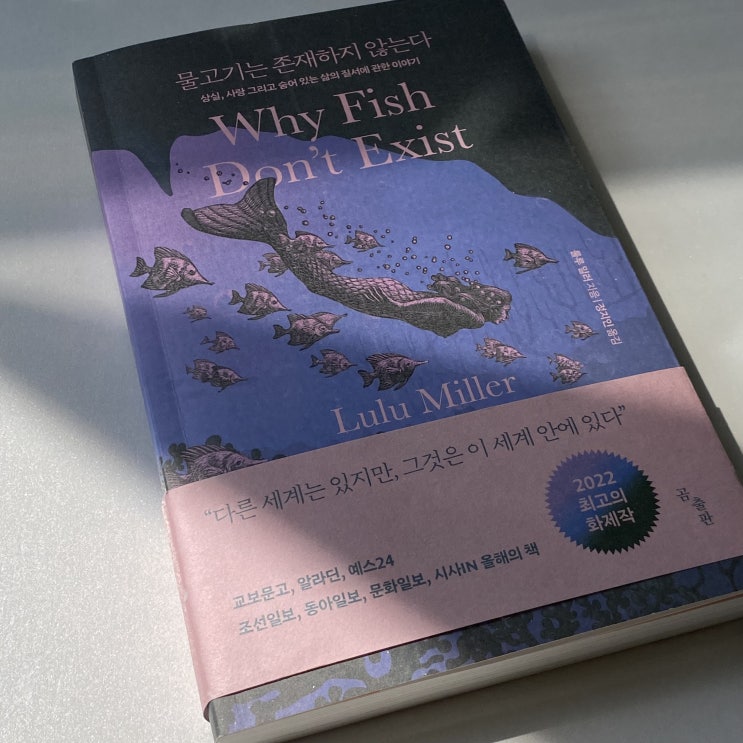 물고기는 존재하지 않는다
상실, 사랑 그리고 숨어 있는 삶의 질서에 관한 이야기
Why Fish
Don't Exist
룰루 밀러 지음 | 정지인 옮김
Lulu Miller
“다른 세계는 있지만, 그것은 이 세계 안에 있다”
2022
최고의
화제작
곰출판
교보문고, 알라딘, 예스24
조선일보, 동아일보, 문화일보, 시사IN 올해의 책